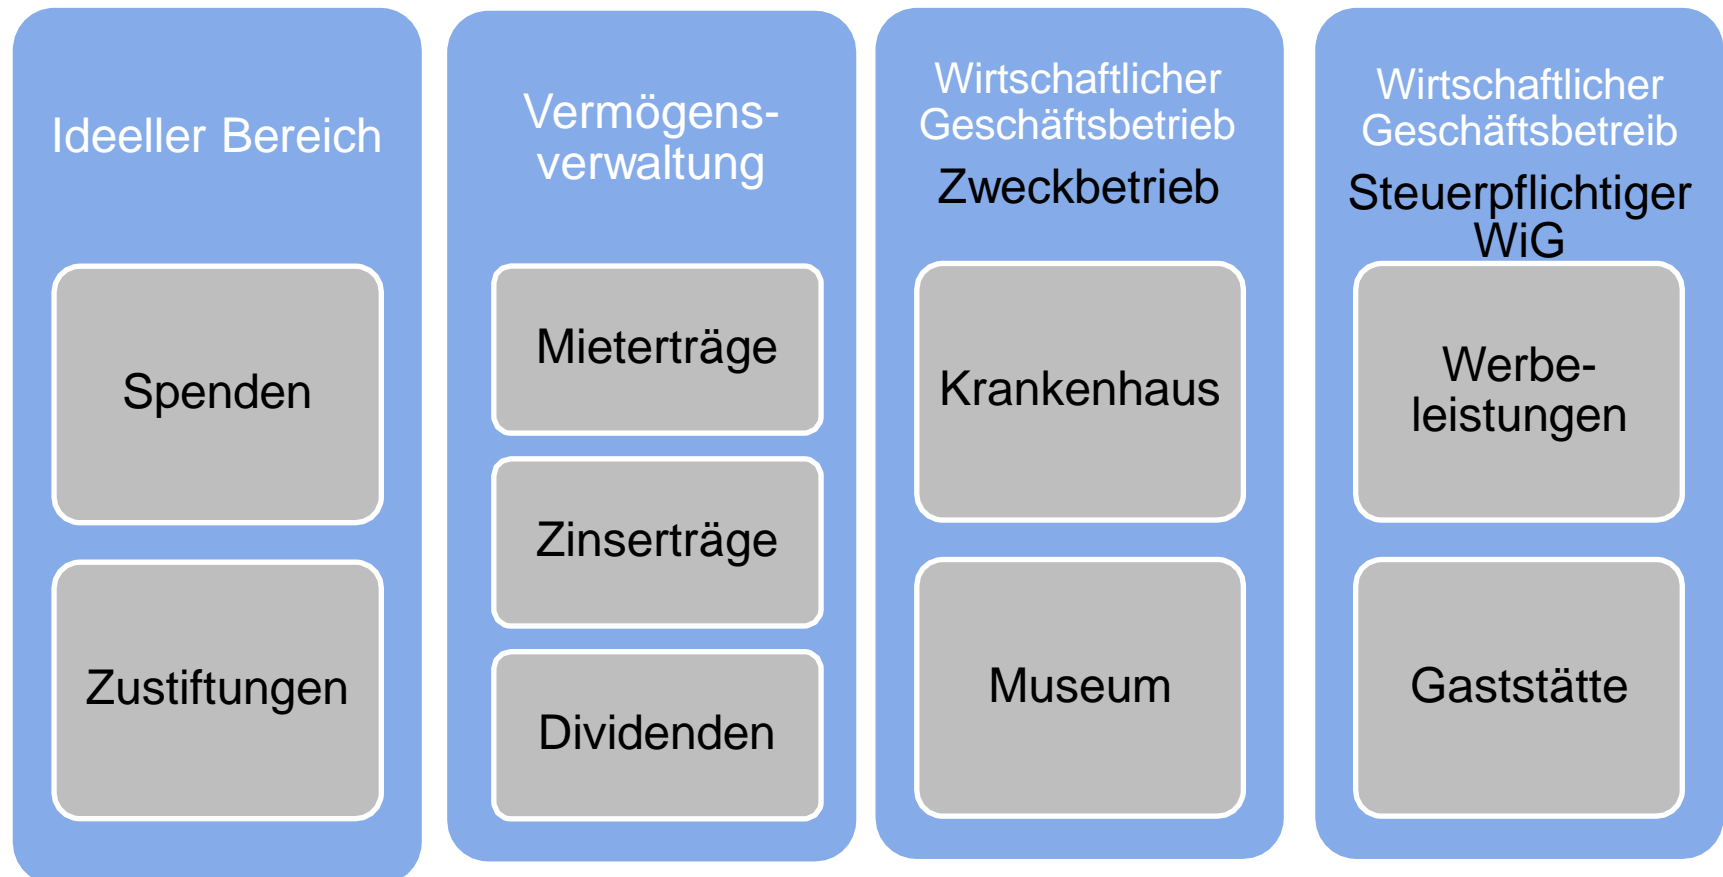 Ideeller Bereich
Spenden
Zustiftungen
Vermögens-
verwaltung
Mieterträge
Zinserträge
Dividenden
Wirtschaftlicher
Geschäftsbetrieb
Zweckbetrieb
Krankenhaus
Museum
Wirtschaftlicher
Geschäftsbetreib
Steuerpflichtiger
WiG
Werbe-
leistungen
Gaststätte